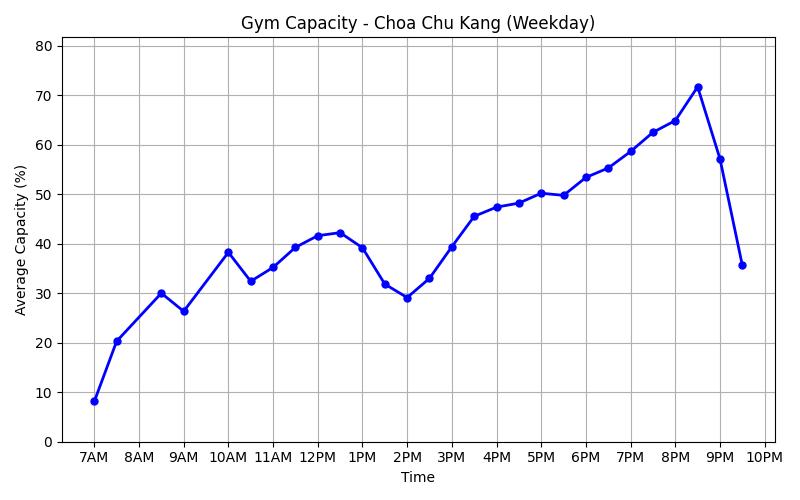 Gym Capacity - Choa Chu Kang (Weekday)
80
70
60
50
40
30
20
10
0
Average Capacity (%)
7AM 8AM 9AM 10AM 11AM 12PM 1PM 2PM 3PM 4PM 5PM 6PM 7PM 8PM 9PM 10PM
Time